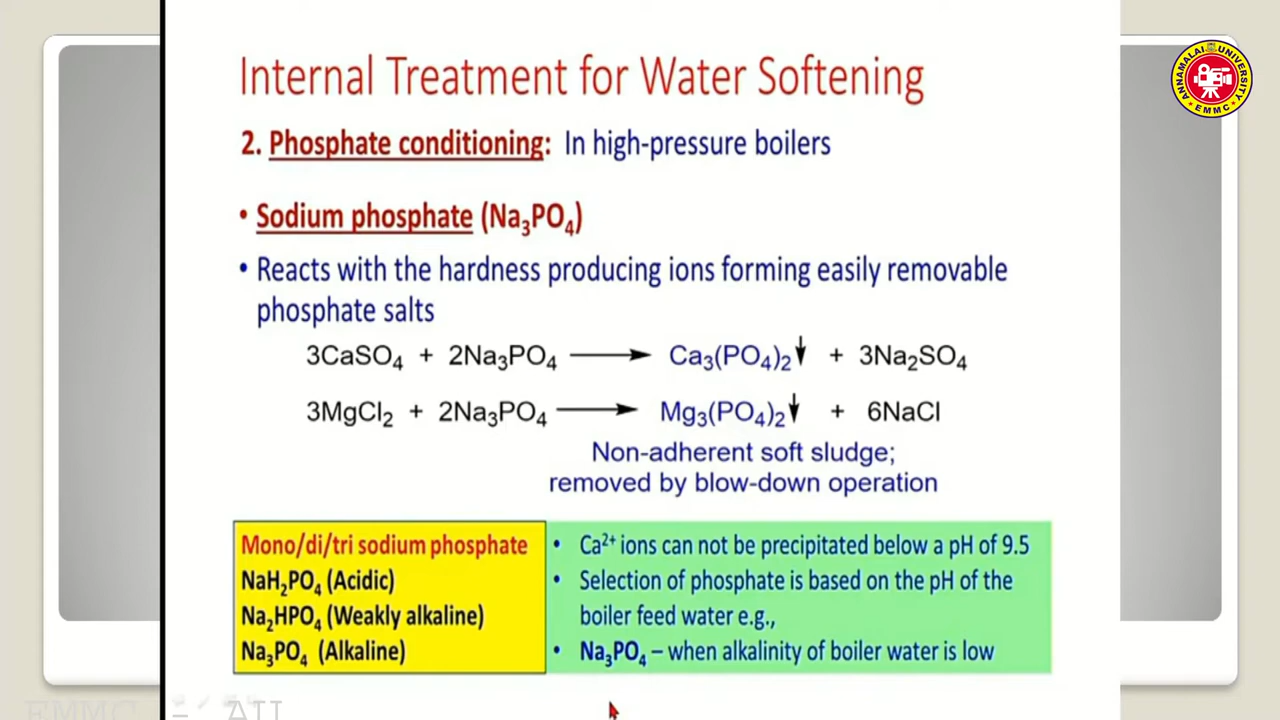 Internal Treatment for Water Softening
ANNAMALAI UNIVERSITY
EMMC
2. Phosphate conditioning: In high-pressure boilers
• Sodium phosphate (Na₃PO₄)
• Reacts with the hardness producing ions forming easily removable
phosphate salts
3CaSO₄ + 2Na₃PO₄ ⟶ Ca₃(PO₄)₂↓ + 3Na₂SO₄
3MgCl₂ + 2Na₃PO₄ ⟶ Mg₃(PO₄)₂↓ + 6NaCl
Non-adherent soft sludge;
removed by blow-down operation
Mono/di/tri sodium phosphate
NaH₂PO₄ (Acidic)
Na₂HPO₄ (Weakly alkaline)
Na₃PO₄ (Alkaline)
• Ca²⁺ ions can not be precipitated below a pH of 9.5
• Selection of phosphate is based on the pH of the
boiler feed water e.g.,
• Na₃PO₄ – when alkalinity of boiler water is low
EMMC